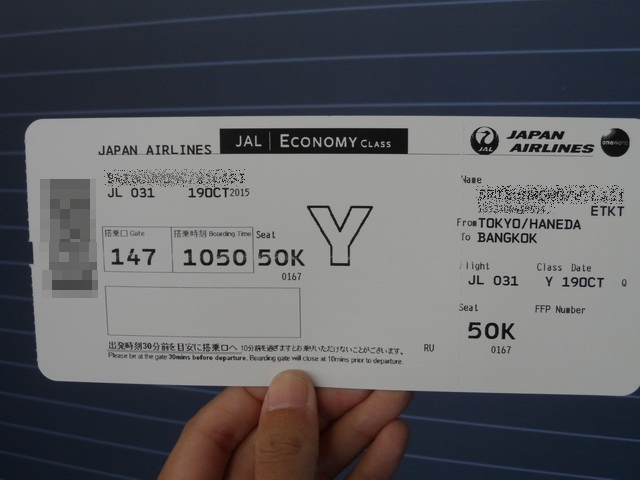 JAPAN AIRLINES
JAL ECONOMY CLASS
JL 031 19OCT2015
搭乗口 Gate 搭乗時刻 Boarding Time Seat
147 1050 50K
0167
Y
出発時刻30分前を目安に搭乗口へ 10分前を過ぎますとお乗りいただけないことがございます。
Please be at the gate 30mins before departure. Boarding gate will close at 10mins prior to departure.
RU
JAL
JAPAN AIRLINES
oneworld
Name
ETKT
From TOKYO/HANEDA
To BANGKOK
Flight Class Date
JL 031 Y 19OCT Q
Seat FFP Number
50K
0167